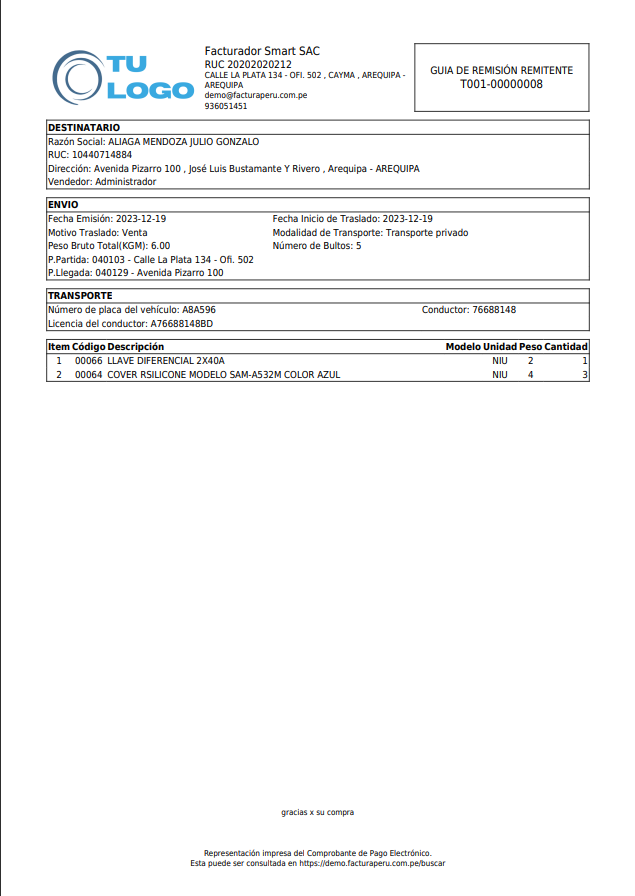 TU
LOGO
Facturador Smart SAC
RUC 20202020212
CALLE LA PLATA 134 - OFI. 502 , CAYMA , AREQUIPA -
AREQUIPA
demo@facturaperu.com.pe
936051451
GUIA DE REMISIÓN REMITENTE
T001-00000008
DESTINATARIO
Razón Social: ALIAGA MENDOZA JULIO GONZALO
RUC: 10440714884
Dirección: Avenida Pizarro 100 , José Luis Bustamante Y Rivero , Arequipa - AREQUIPA
Vendedor: Administrador
ENVIO
Fecha Emisión: 2023-12-19 Fecha Inicio de Traslado: 2023-12-19
Motivo Traslado: Venta Modalidad de Transporte: Transporte privado
Peso Bruto Total(KGM): 6.00 Número de Bultos: 5
P.Partida: 040103 - Calle La Plata 134 - Ofi. 502
P.Llegada: 040129 - Avenida Pizarro 100
TRANSPORTE
Número de placa del vehículo: A8A596 Conductor: 76688148
Licencia del conductor: A76688148BD
Item Código Descripción Modelo Unidad Peso Cantidad
1 00066 LLAVE DIFERENCIAL 2X40A NIU 2 1
2 00064 COVER RSILICONE MODELO SAM-A532M COLOR AZUL NIU 4 3
gracias x su compra
Representación impresa del Comprobante de Pago Electrónico.
Esta puede ser consultada en https://demo.facturaperu.com.pe/buscar